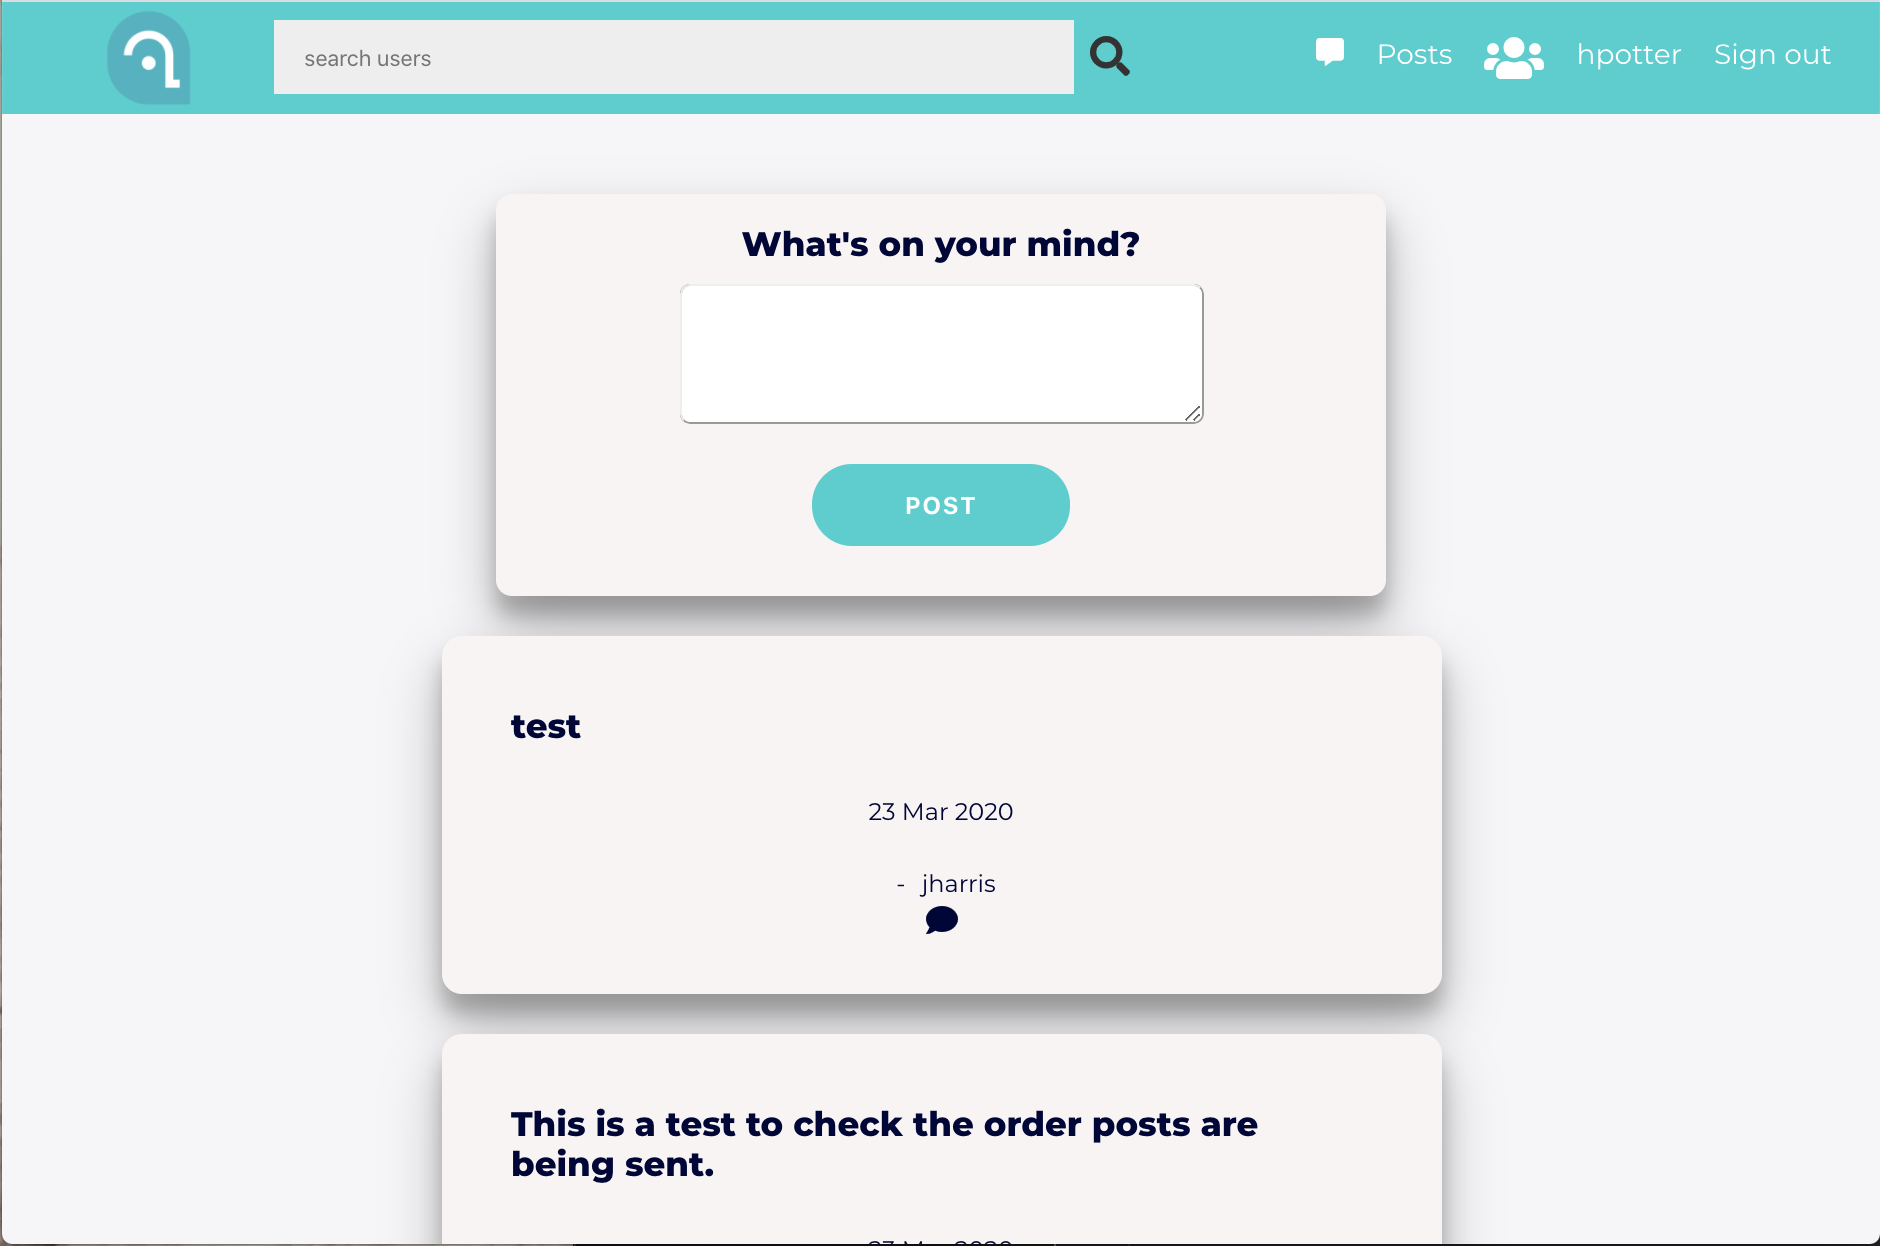 search users
Posts
hpotter
Sign out
What's on your mind?
POST
test
23 Mar 2020
- jharris
This is a test to check the order posts are
being sent.